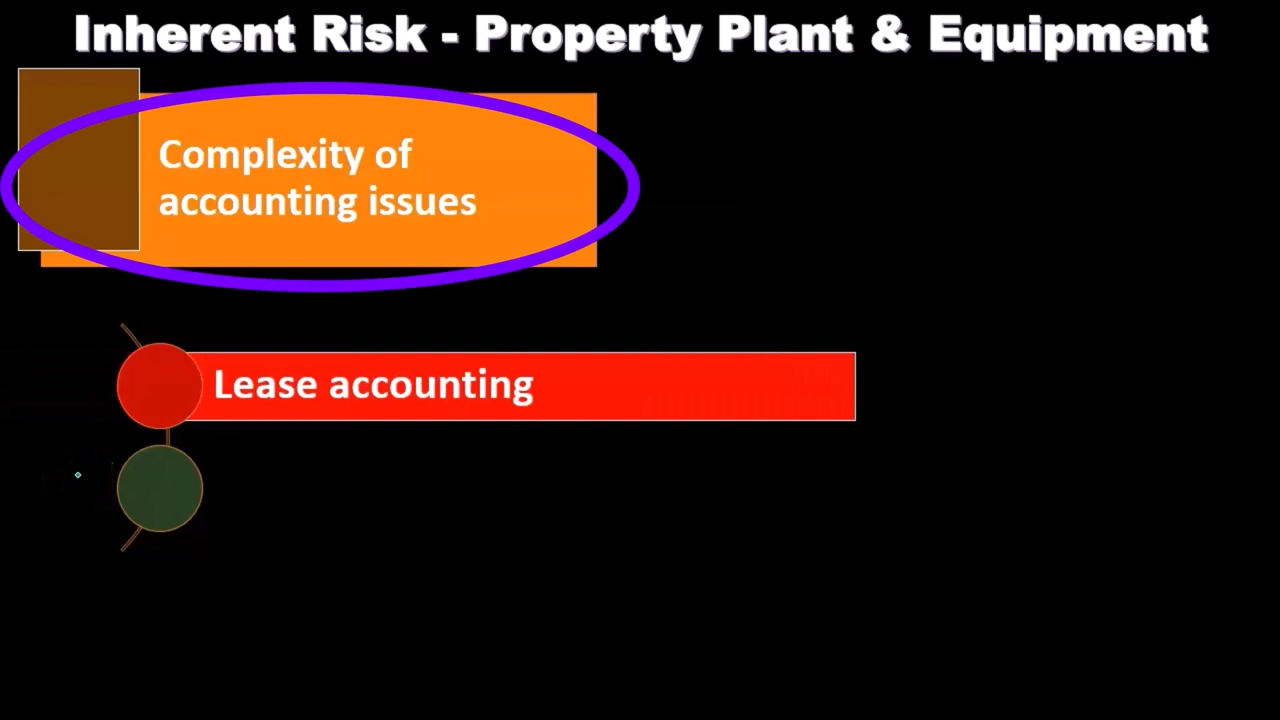 Inherent Risk - Property Plant & Equipment
Complexity of
accounting issues
Lease accounting